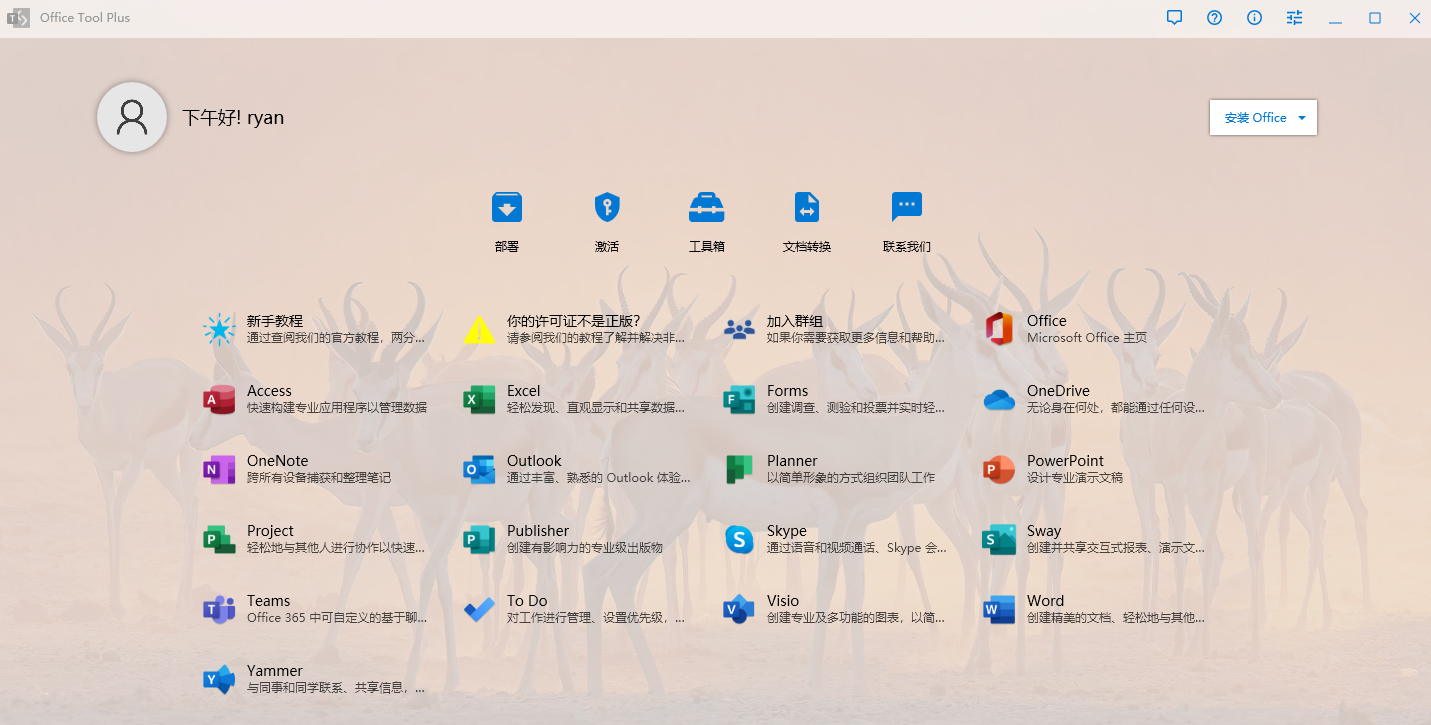 Office Tool Plus
下午好! ryan
安装 Office
部署
激活
工具箱
文档转换
联系我们
新手教程
通过查阅我们的官方教程，两分...
你的许可证不是正版?
请参阅我们的教程了解并解决非...
加入群组
如果你需要获取更多信息和帮助...
Office
Microsoft Office 主页
Access
快速构建专业应用程序以管理数据
Excel
轻松发现、直观显示和共享数据...
Forms
创建调查、测验和投票并实时轻...
OneDrive
无论身在何处，都能通过任何设...
OneNote
跨所有设备捕获和整理笔记
Outlook
通过丰富、熟悉的 Outlook 体验...
Planner
以简单形象的方式组织团队工作
PowerPoint
设计专业演示文稿
Project
轻松地与其他人进行协作以快速...
Publisher
创建有影响力的专业级出版物
Skype
通过语音和视频通话、Skype 会...
Sway
创建并共享交互式报表、演示文...
Teams
Office 365 中可自定义的基于聊...
To Do
对工作进行管理、设置优先级，...
Visio
创建专业及多功能的图表，以简...
Word
创建精美的文档、轻松地与其他...
Yammer
与同事和同学联系、共享信息，...